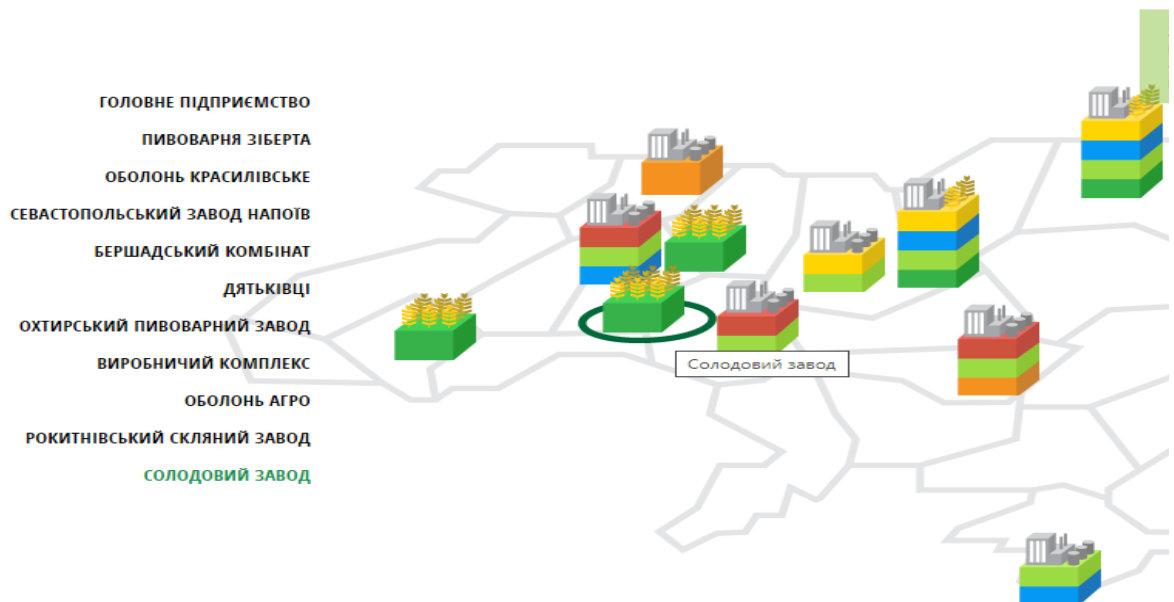 ГОЛОВНЕ ПІДПРИЄМСТВО
ПИВОВАРНЯ ЗІБЕРТА
ОБОЛОНЬ КРАСИЛІВСЬКЕ
СЕВАСТОПОЛЬСЬКИЙ ЗАВОД НАПОЇВ
БЕРШАДСЬКИЙ КОМБІНАТ
ДЯТЬКІВЦІ
ОХТИРСЬКИЙ ПИВОВАРНИЙ ЗАВОД
ВИРОБНИЧИЙ КОМПЛЕКС
ОБОЛОНЬ АГРО
РОКИТНІВСЬКИЙ СКЛЯНИЙ ЗАВОД
СОЛОДОВИЙ ЗАВОД
Солодовий завод